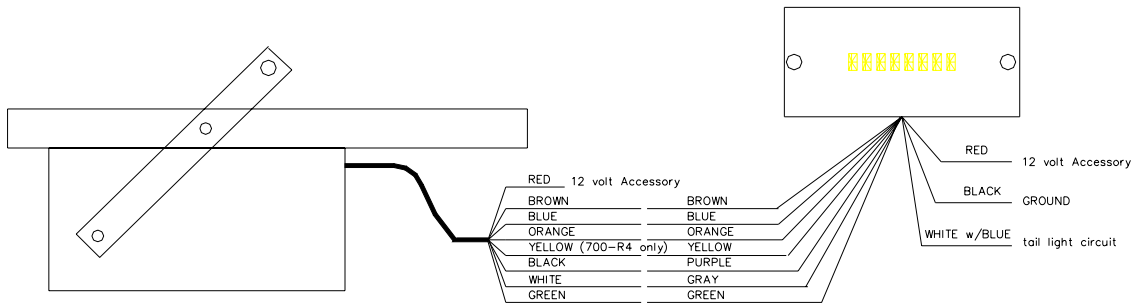 RED 12 volt Accessory
BROWN BROWN
BLUE BLUE
ORANGE ORANGE
YELLOW (700-R4 only) YELLOW
BLACK PURPLE
WHITE GRAY
GREEN GREEN
RED 12 volt Accessory
BLACK GROUND
WHITE w/BLUE tail light circuit